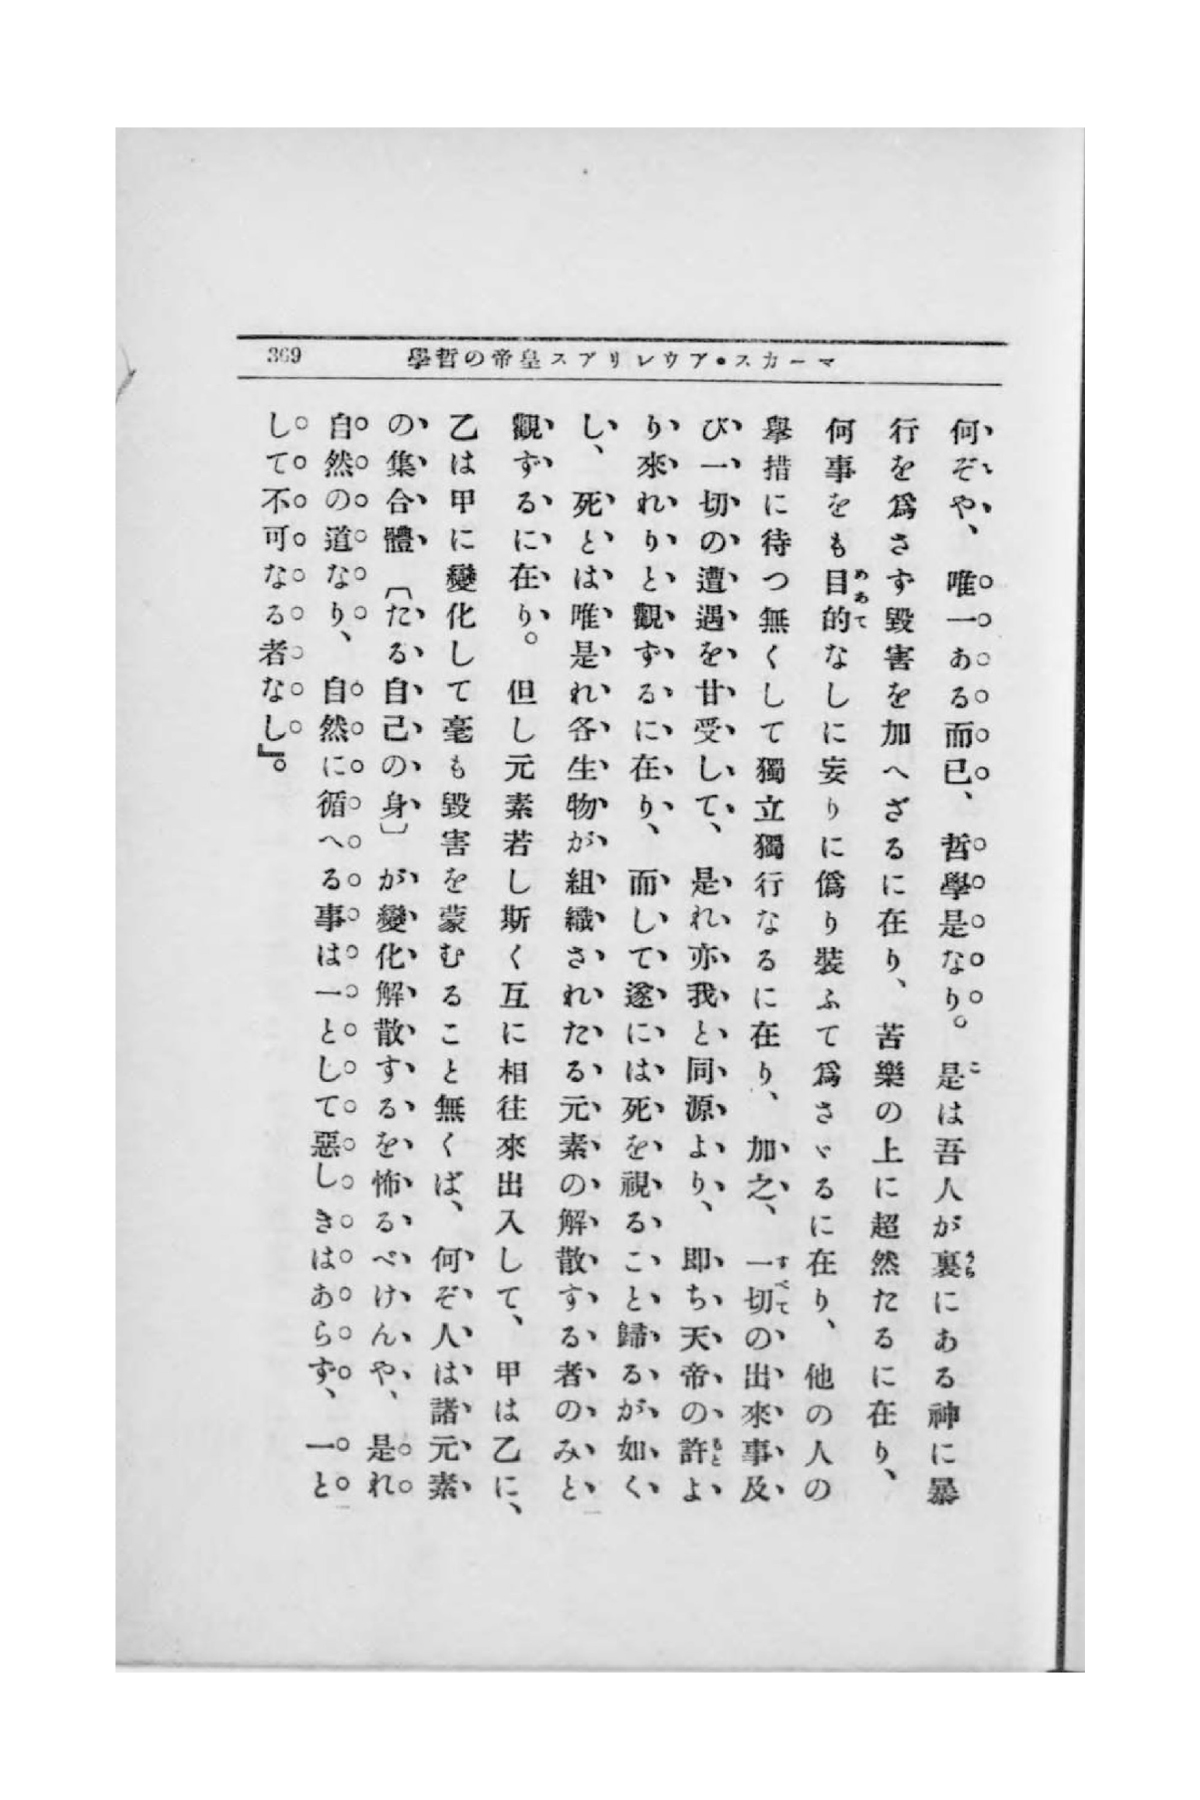 マーカス・アウレリアス皇帝の哲學
369
何ぞや、唯一ある而已、哲學是なり。是は吾人が裏にある神に暴
行を爲さず毀害を加へざるに在り、苦樂の上に超然たるに在り、
何事をも目的なしに妄りに僞り裝ふて爲さゞるに在り、他の人の
擧措に待つ無くして獨立獨行なるに在り、加之、一切の出來事及
び一切の遭遇を甘受して、是れ亦我と同源より、即ち天帝の許よ
り來れりと觀ずるに在り、而して遂には死を視ること歸るが如く
し、死とは唯是れ各生物が組織されたる元素の解散する者のみと
觀ずるに在り。但し元素若し斯く互に相往來出入して、甲は乙に、
乙は甲に變化して毫も毀害を蒙むること無くば、何ぞ人は諸元素
の集合體〔たる自己の身〕が變化解散するを怖るべけんや、是れ
自然の道なり、自然に循へる事は一として惡しきはあらず、一と
して不可なる者なし』。